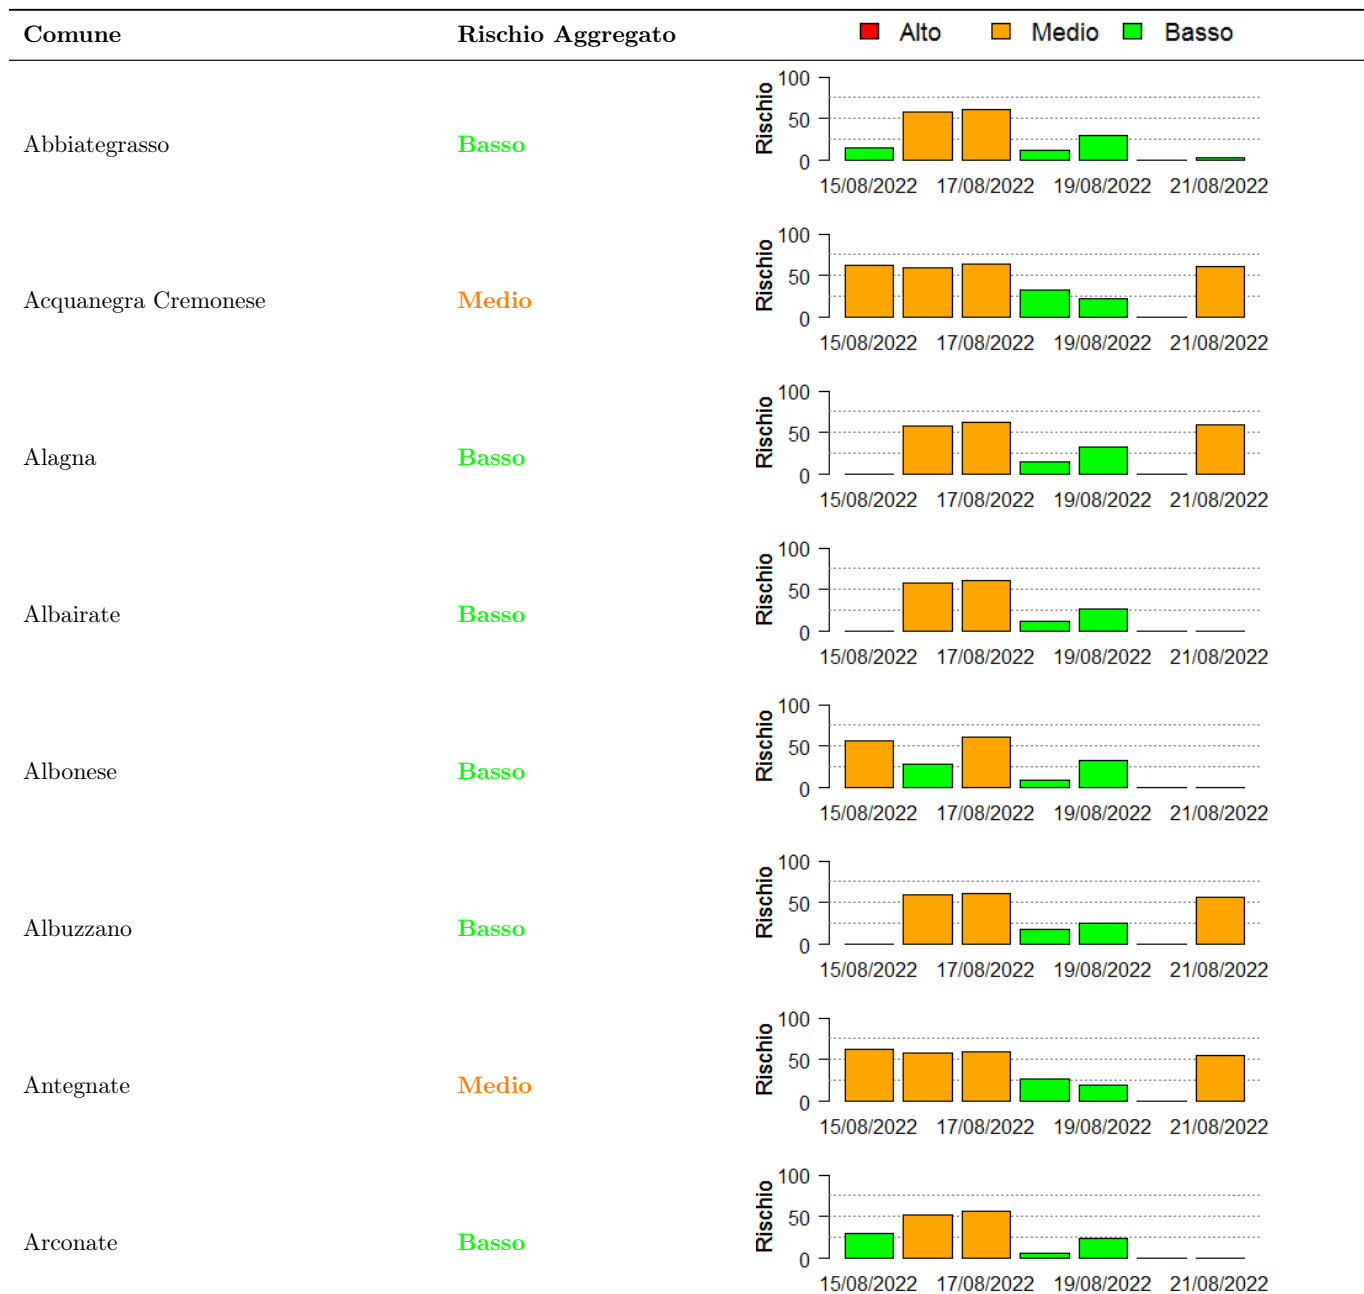 Comune Rischio Aggregato Alto Medio Basso
Abbiategrasso Basso Rischio 100 50 0
15/08/2022 17/08/2022 19/08/2022 21/08/2022
Acquanegra Cremonese Medio Rischio 100 50 0
15/08/2022 17/08/2022 19/08/2022 21/08/2022
Alagna Basso Rischio 100 50 0
15/08/2022 17/08/2022 19/08/2022 21/08/2022
Albairate Basso Rischio 100 50 0
15/08/2022 17/08/2022 19/08/2022 21/08/2022
Albonese Basso Rischio 100 50 0
15/08/2022 17/08/2022 19/08/2022 21/08/2022
Albuzzano Basso Rischio 100 50 0
15/08/2022 17/08/2022 19/08/2022 21/08/2022
Antegnate Medio Rischio 100 50 0
15/08/2022 17/08/2022 19/08/2022 21/08/2022
Arconate Basso Rischio 100 50 0
15/08/2022 17/08/2022 19/08/2022 21/08/2022